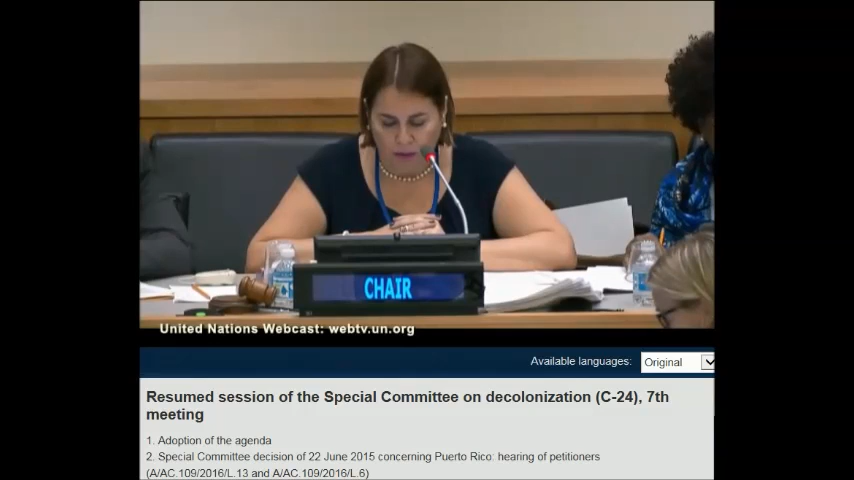 CHAIR
United Nations Webcast: webtv.un.org
Available languages: Original
Resumed session of the Special Committee on decolonization (C-24), 7th
meeting
1. Adoption of the agenda
2. Special Committee decision of 22 June 2015 concerning Puerto Rico: hearing of petitioners
(A/AC.109/2016/L.13 and A/AC.109/2016/L.6)